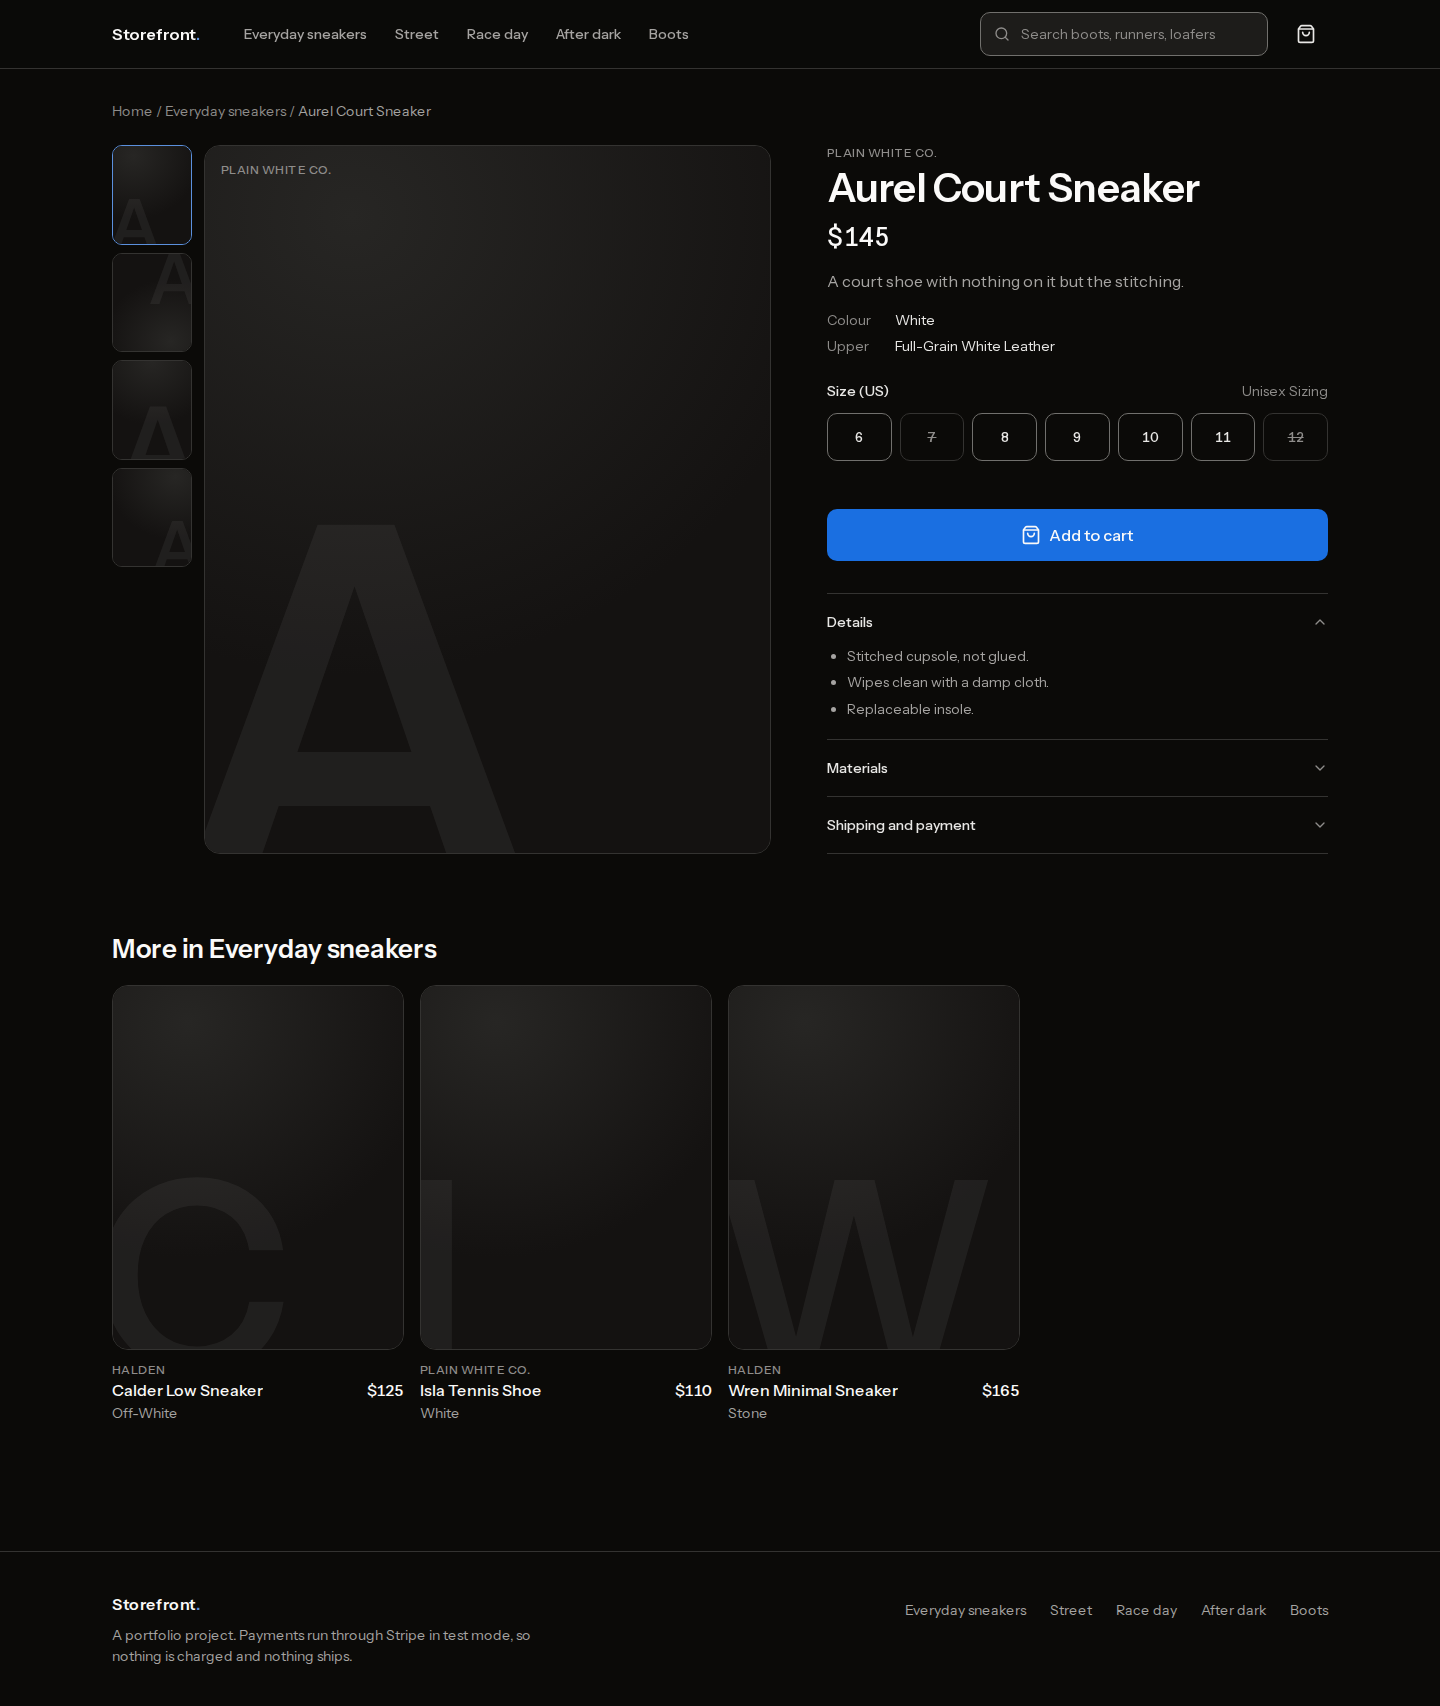 Storefront.
Everyday sneakers Street Race day After dark Boots
Search boots, runners, loafers
Home / Everyday sneakers / Aurel Court Sneaker
A
A
A
A
PLAIN WHITE CO.
A
PLAIN WHITE CO.
Aurel Court Sneaker
$145
A court shoe with nothing on it but the stitching.
Colour White
Upper Full-Grain White Leather
Size (US) Unisex Sizing
6 7 8 9 10 11 12
Add to cart
Details
• Stitched cupsole, not glued.
• Wipes clean with a damp cloth.
• Replaceable insole.
Materials
Shipping and payment
More in Everyday sneakers
C
HALDEN
Calder Low Sneaker $125
Off-White
I
PLAIN WHITE CO.
Isla Tennis Shoe $110
White
W
HALDEN
Wren Minimal Sneaker $165
Stone
Storefront.
A portfolio project. Payments run through Stripe in test mode, so
nothing is charged and nothing ships.
Everyday sneakers Street Race day After dark Boots